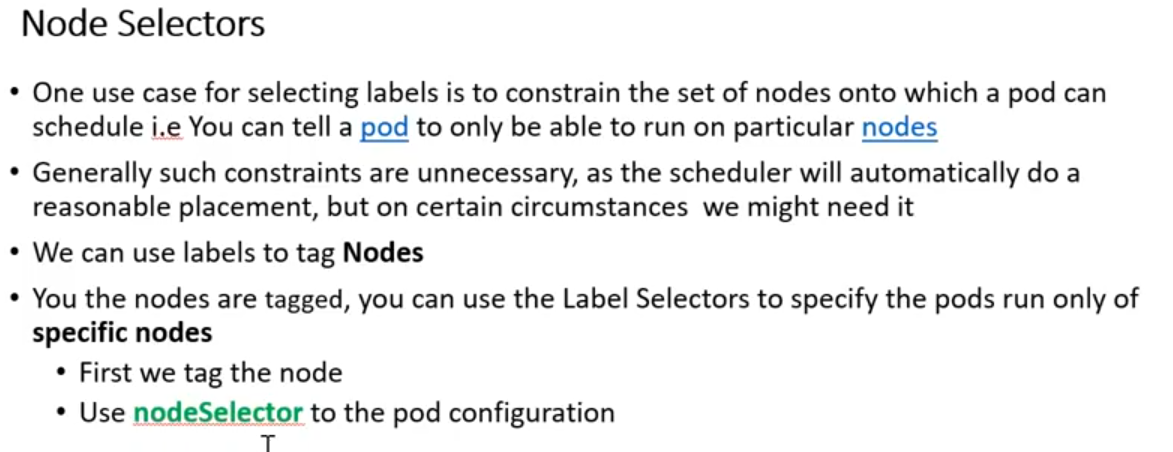 Node Selectors
• One use case for selecting labels is to constrain the set of nodes onto which a pod can
schedule i.e You can tell a pod to only be able to run on particular nodes
• Generally such constraints are unnecessary, as the scheduler will automatically do a
reasonable placement, but on certain circumstances we might need it
• We can use labels to tag Nodes
• You the nodes are tagged, you can use the Label Selectors to specify the pods run only of
specific nodes
• First we tag the node
• Use nodeSelector to the pod configuration